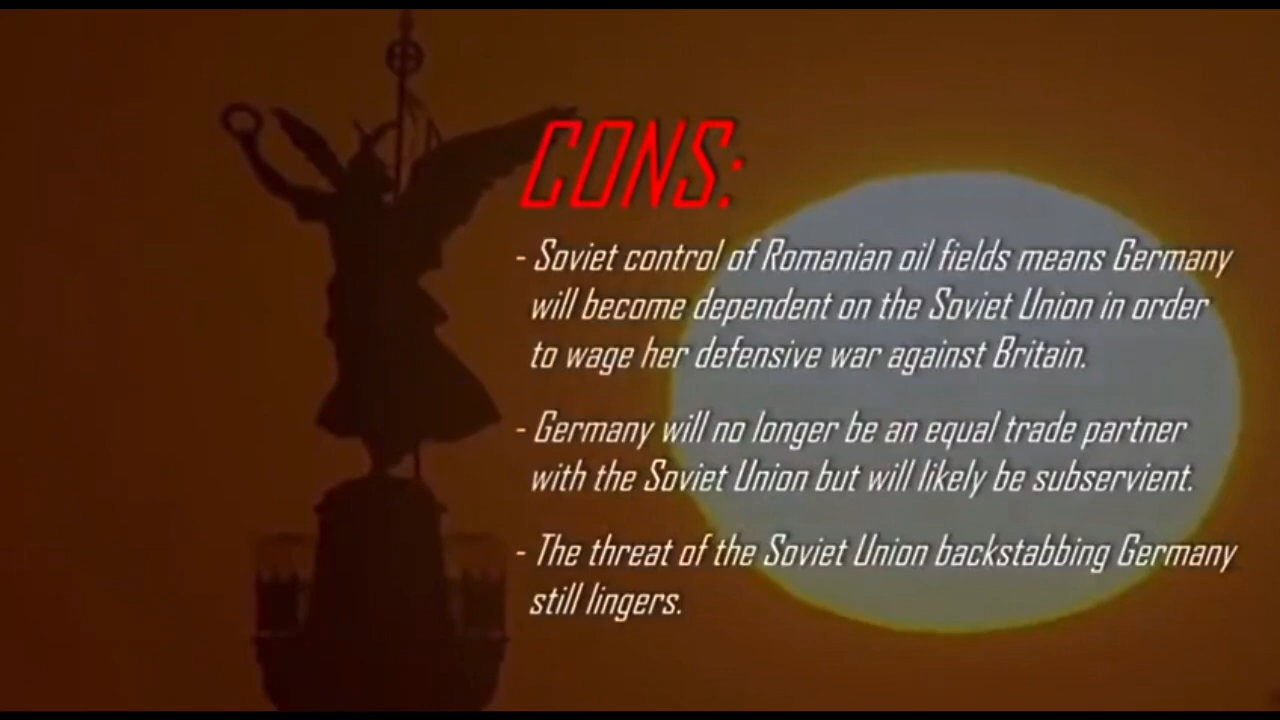 CONS:
- Soviet control of Romanian oil fields means Germany
will become dependent on the Soviet Union in order
to wage her defensive war against Britain.
- Germany will no longer be an equal trade partner
with the Soviet Union but will likely be subservient.
- The threat of the Soviet Union backstabbing Germany
still lingers.